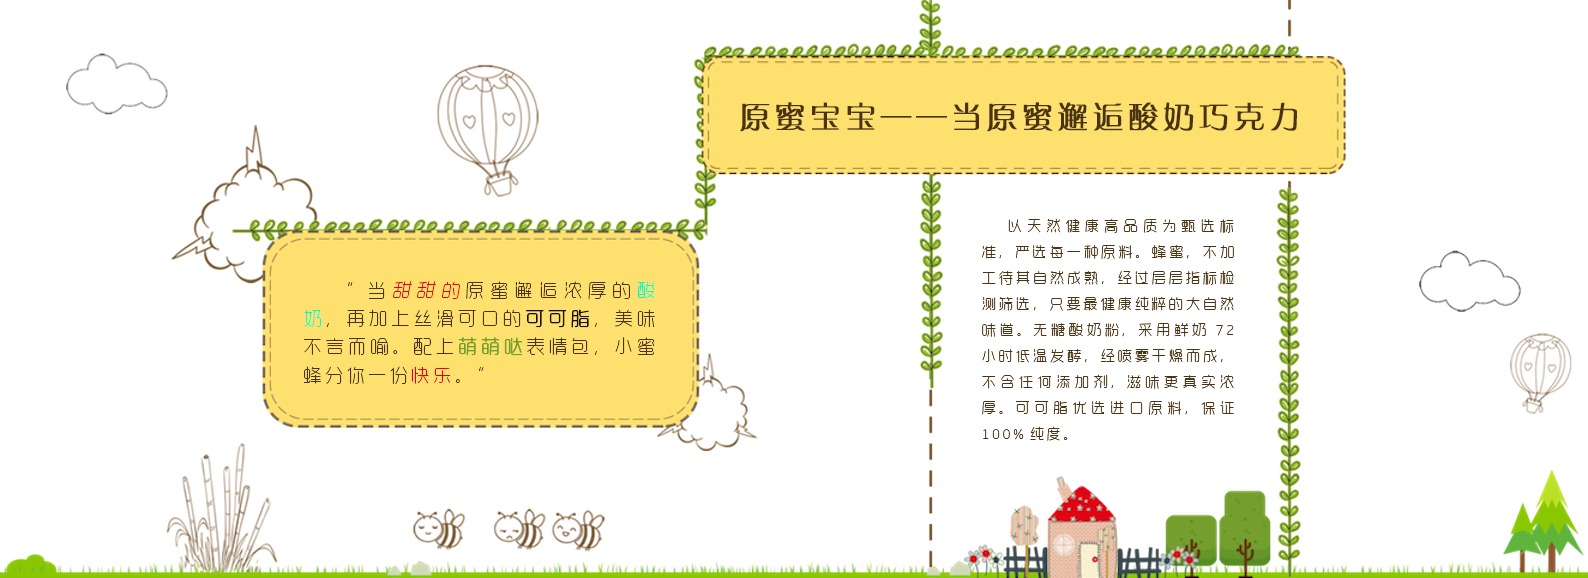 原蜜宝宝——当原蜜邂逅酸奶巧克力
“当甜甜的原蜜邂逅浓厚的酸
奶，再加上丝滑可口的可可脂，美味
不言而喻。配上萌萌哒表情包，小蜜
蜂分你一份快乐。“
以天然健康高品质为甄选标
准，严选每一种原料。蜂蜜，不加
工待其自然成熟，经过层层指标检
测筛选，只要最健康纯粹的大自然
味道。无糖酸奶粉，采用鲜奶 72
小时低温发酵，经喷雾干燥而成，
不含任何添加剂，滋味更真实浓
厚。可可脂优选进口原料，保证
100% 纯度。